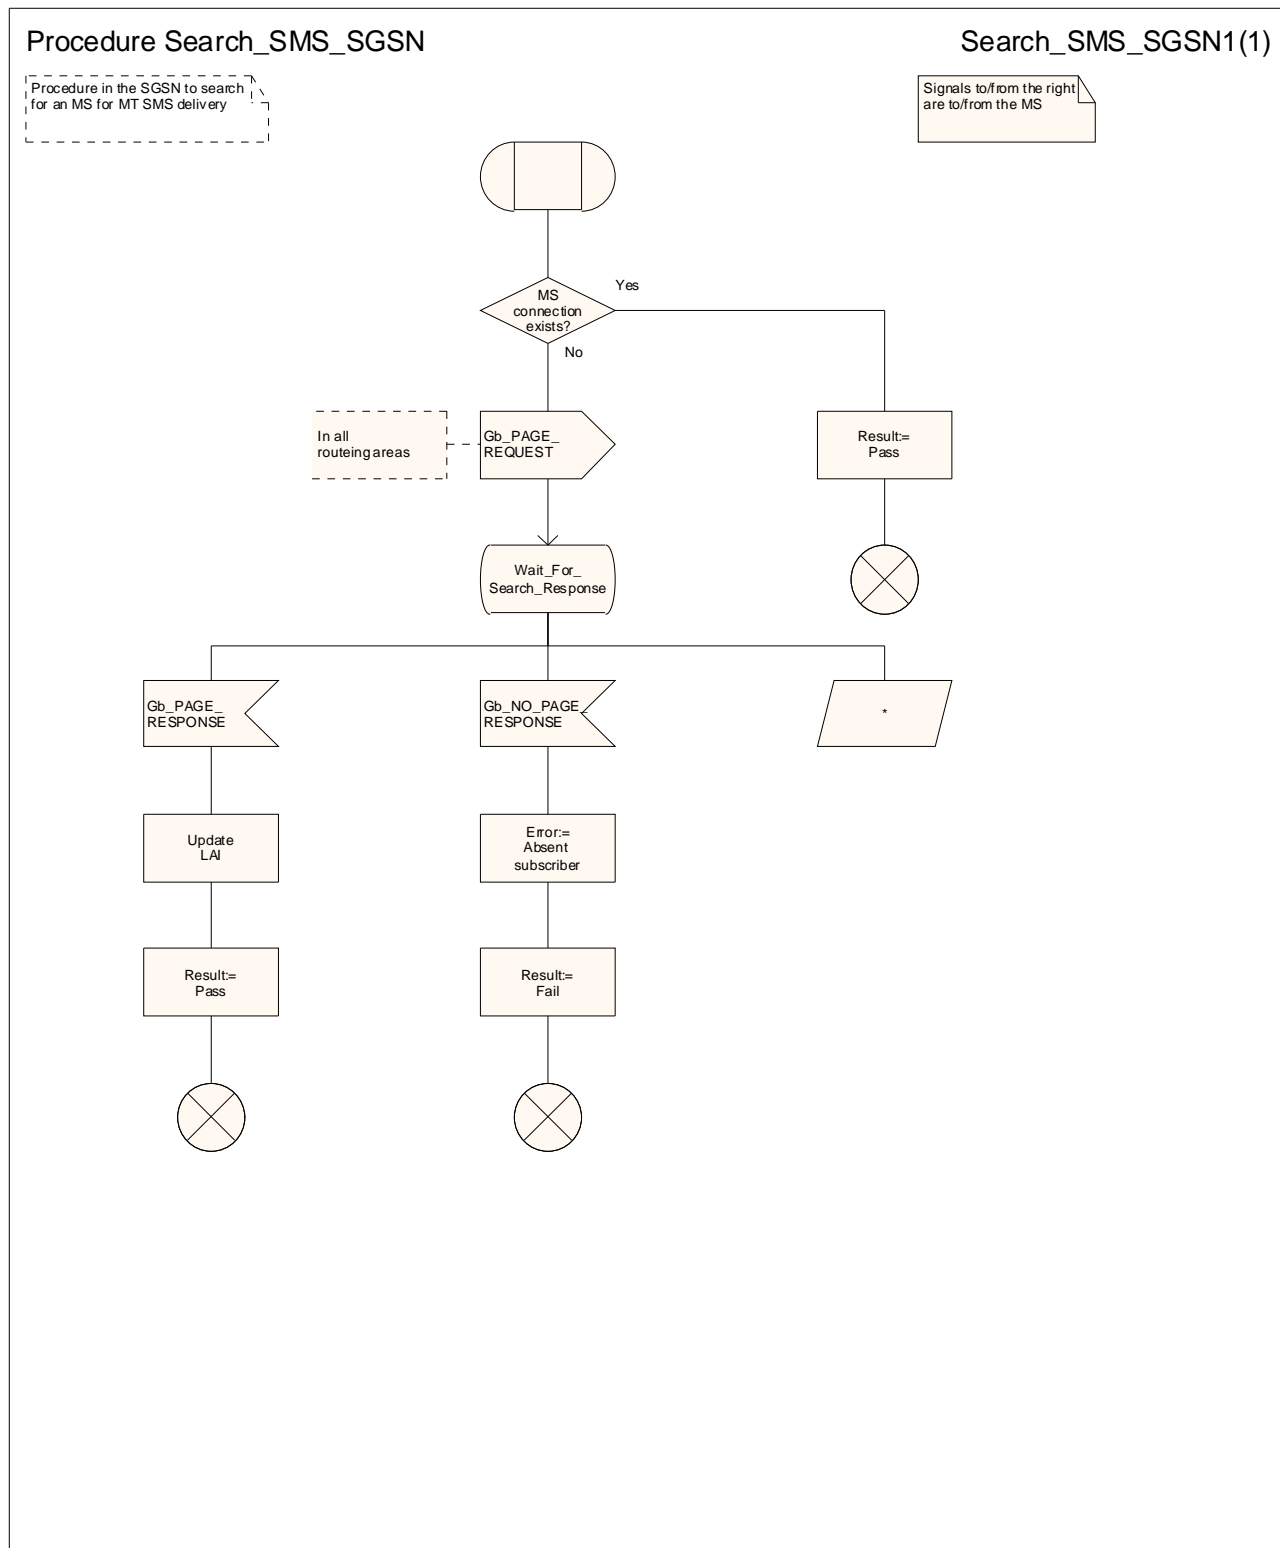 Procedure Search_SMS_SGSN
Search_SMS_SGSN1(1)
Procedure in the SGSN to search
for an MS for MT SMS delivery
Signals to/from the right
are to/from the MS
MS
connection
exists?
Yes
No
In all
routeing areas
Gb_PAGE_
REQUEST
Result:=
Pass
Wait_For_
Search_Response
Gb_PAGE_
RESPONSE
Gb_NO_PAGE_
RESPONSE
*
Update
LAI
Error:=
Absent
subscriber
Result:=
Pass
Result:=
Fail